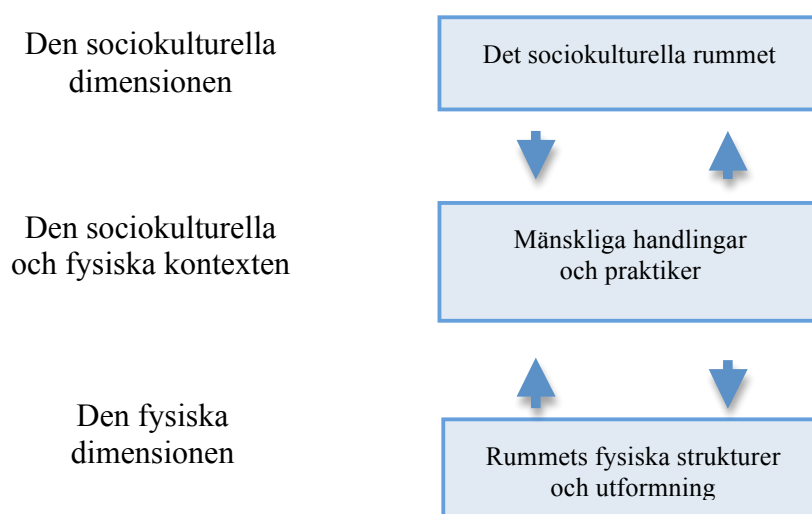 Den sociokulturella
dimensionen
Det sociokulturella rummet
Den sociokulturella
och fysiska kontexten
Mänskliga handlingar
och praktiker
Den fysiska
dimensionen
Rummets fysiska strukturer
och utformning